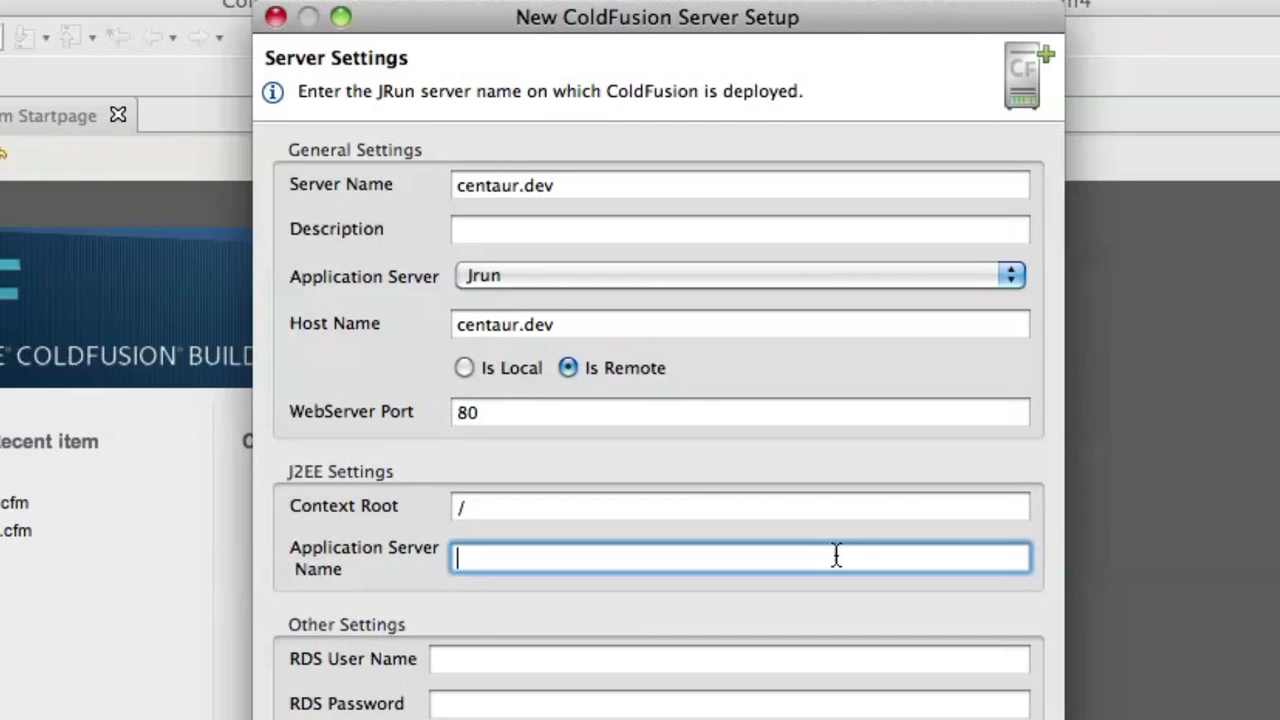 New ColdFusion Server Setup
Server Settings
Enter the JRun server name on which ColdFusion is deployed.
CF
m Startpage
General Settings
Server Name centaur.dev
Description
Application Server Jrun
Host Name centaur.dev
Is Local Is Remote
WebServer Port 80
COLDFUSION BUILD
ecent item
.cfm
.cfm
J2EE Settings
Context Root /
Application Server
Name
Other Settings
RDS User Name
RDS Password